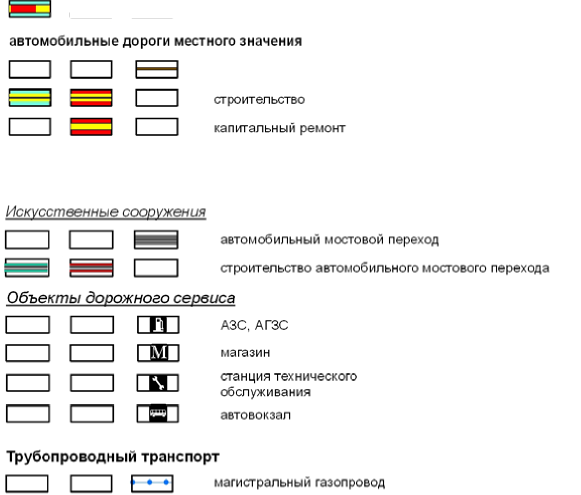 автомобильные дороги местного значения
строительство
капитальный ремонт
Искусственные сооружения
автомобильный мостовой переход
строительство автомобильного мостового перехода
Объекты дорожного сервиса
АЗС, АГЗС
М магазин
станция технического
обслуживания
автовокзал
Трубопроводный транспорт
магистральный газопровод